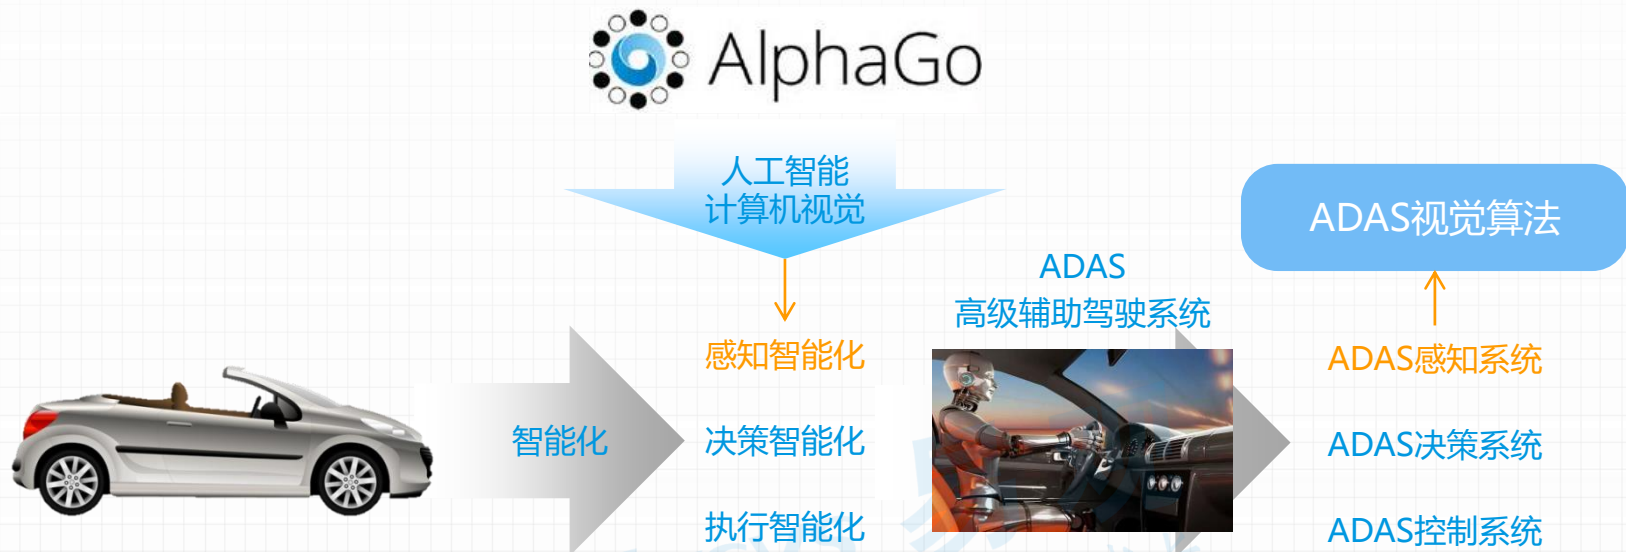 AlphaGo
人工智能
计算机视觉
ADAS视觉算法
ADAS
高级辅助驾驶系统
感知智能化
ADAS感知系统
智能化
决策智能化
ADAS决策系统
执行智能化
ADAS控制系统